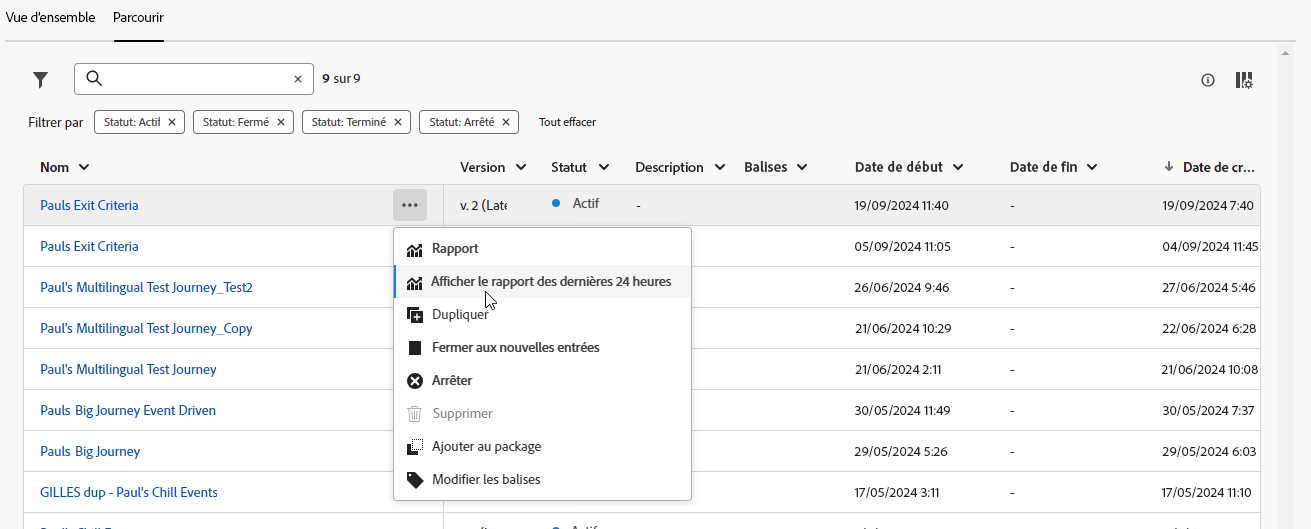 Vue d'ensemble Parcourir
9 sur 9
Filtrer par Statut: Actif Statut: Fermé Statut: Terminé Statut: Arrêté Tout effacer
Nom Version Statut Description Balises Date de début Date de fin Date de cr...
Pauls Exit Criteria ... v. 2 (Late Actif - 19/09/2024 11:40 - 19/09/2024 7:40
Pauls Exit Criteria 05/09/2024 11:05 - 04/09/2024 11:45
Paul's Multilingual Test Journey_Test2 26/06/2024 9:46 - 27/06/2024 5:46
Paul's Multilingual Test Journey_Copy 21/06/2024 10:29 - 22/06/2024 6:28
Paul's Multilingual Test Journey 21/06/2024 2:11 - 21/06/2024 10:08
Pauls Big Journey Event Driven 30/05/2024 11:49 - 30/05/2024 7:37
Pauls Big Journey 29/05/2024 5:26 - 29/05/2024 6:03
GILLES dup - Paul's Chill Events 17/05/2024 3:11 - 17/05/2024 11:10
Rapport
Afficher le rapport des dernières 24 heures
Dupliquer
Fermer aux nouvelles entrées
Arrêter
Supprimer
Ajouter au package
Modifier les balises